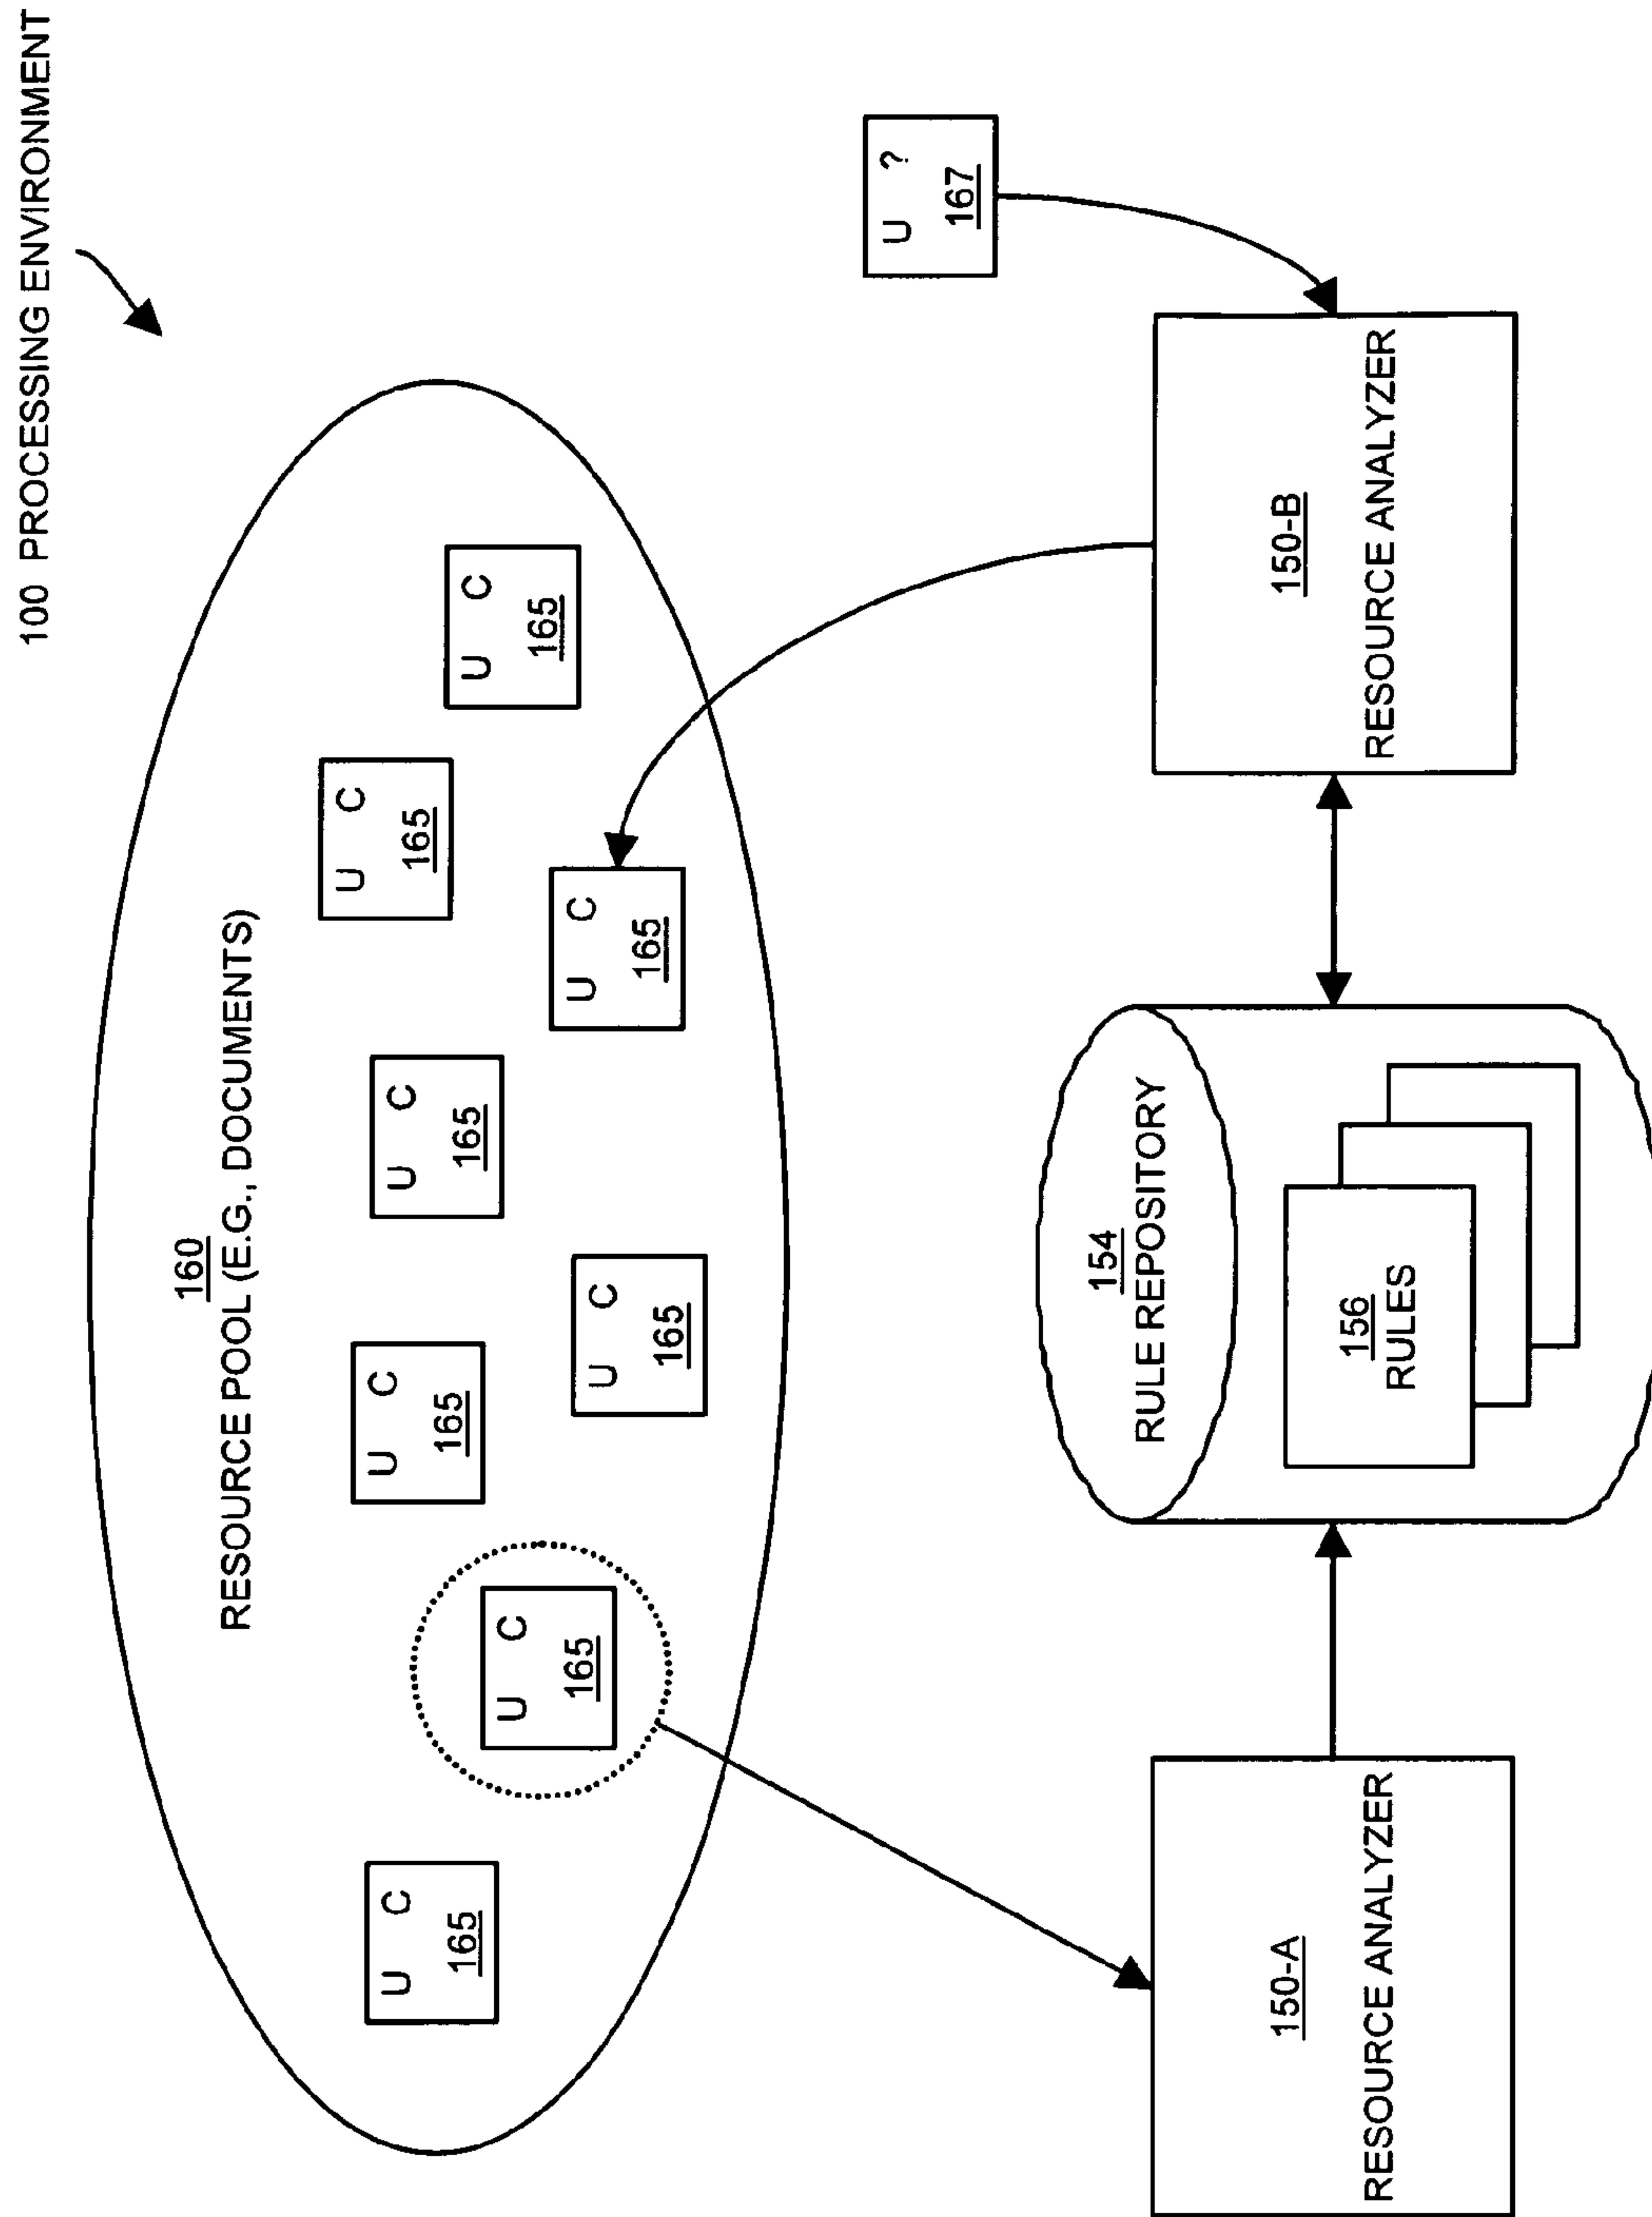 100 PROCESSING ENVIRONMENT
160
RESOURCE POOL (E.G., DOCUMENTS)
U C
165
U C
165
U C
165
U C
165
U C
165
U C
165
U C
165
U C
165
U ?
167
150-A
RESOURCE ANALYZER
154
RULE REPOSITORY
156
RULES
150-B
RESOURCE ANALYZER